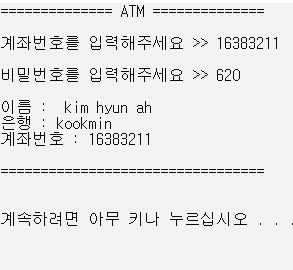 ============== ATM ==============
계좌번호를 입력해주세요 >> 16383211
비밀번호를 입력해주세요 >> 620
이름 :  kim hyun ah
은행 : kookmin
계좌번호 : 16383211
=================================
계속하려면 아무 키나 누르십시오 . . .